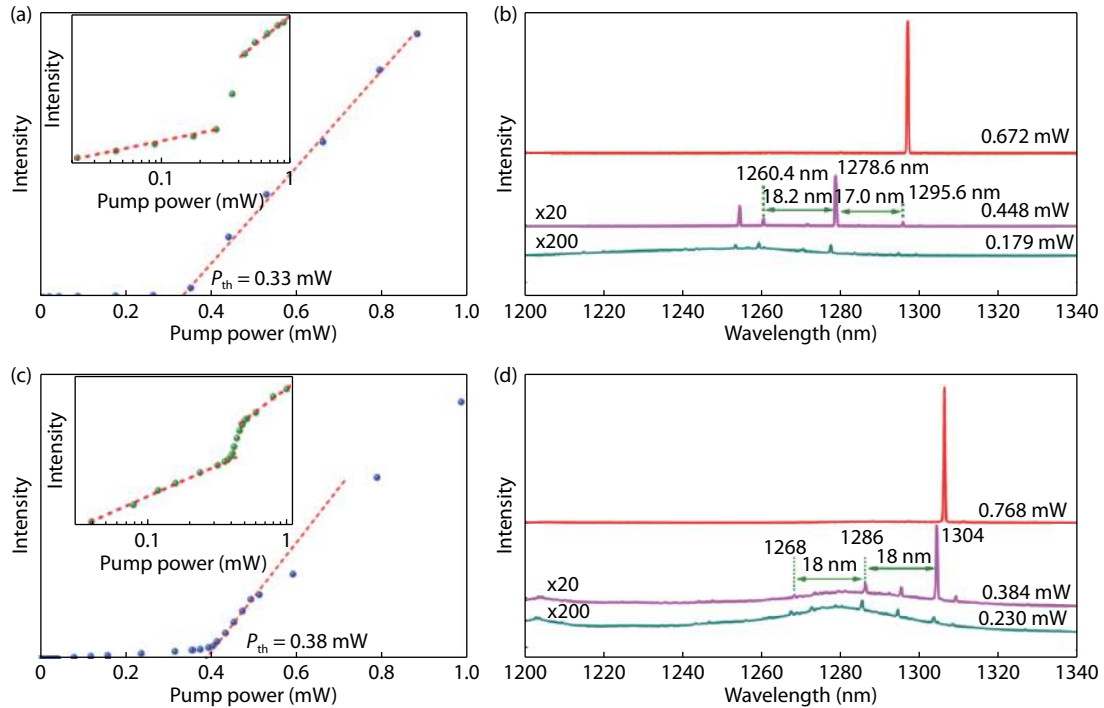 (a)
Intensity
Intensity
0.1
1
Pump power (mW)
Pth = 0.33 mW
0
0.2
0.4
0.6
0.8
1.0
Pump power (mW)
(b)
Intensity
0.672 mW
1260.4 nm
1278.6 nm
1295.6 nm
18.2 nm
17.0 nm
x20
0.448 mW
x200
0.179 mW
1200
1220
1240
1260
1280
1300
1320
1340
Wavelength (nm)
(c)
Intensity
Intensity
0.1
1
Pump power (mW)
Pth = 0.38 mW
0
0.2
0.4
0.6
0.8
1.0
Pump power (mW)
(d)
Intensity
0.768 mW
1268
1286
1304
18 nm
18 nm
x20
0.384 mW
x200
0.230 mW
1200
1220
1240
1260
1280
1300
1320
1340
Wavelength (nm)